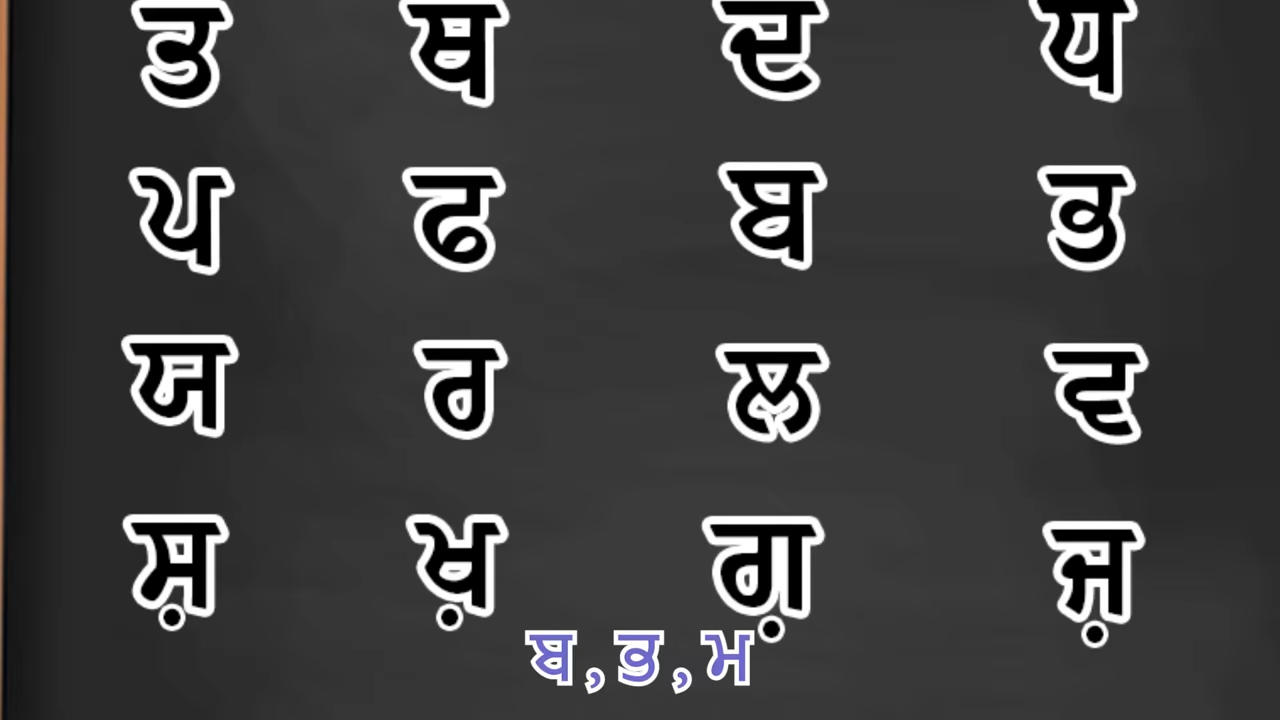 ਤ ਥ ਦ ਧ
ਪ ਫ ਬ ਭ
ਯ ਰ ਲ ਵ
ਸ਼ ਖ਼ ਗ਼ ਜ਼
ਬ , ਭ , ਮ